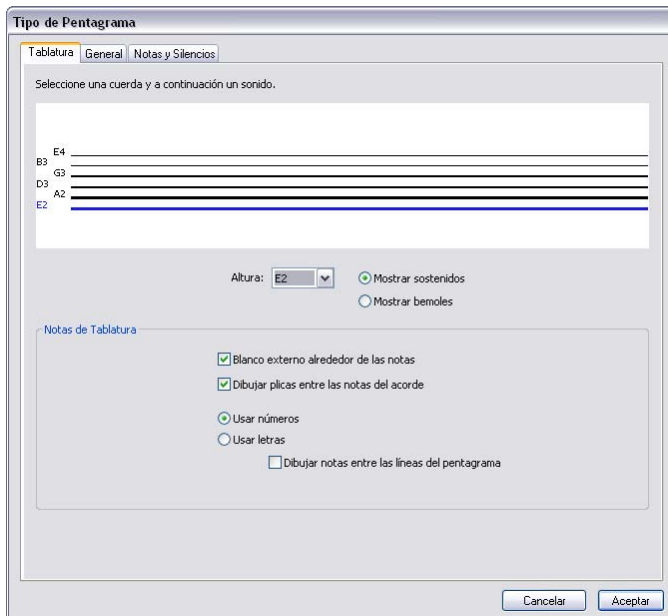 Tipo de Pentagrama
Tablatura General Notas y Silencios
Seleccione una cuerda y a continuación un sonido.
E4
B3
G3
D3
A2
E2
Altura: E2 Mostrar sostenidos
Mostrar bemoles
Notas de Tablatura
Blanco externo alrededor de las notas
Dibujar plicas entre las notas del acorde
Usar números
Usar letras
Dibujar notas entre las líneas del pentagrama
Cancelar Aceptar